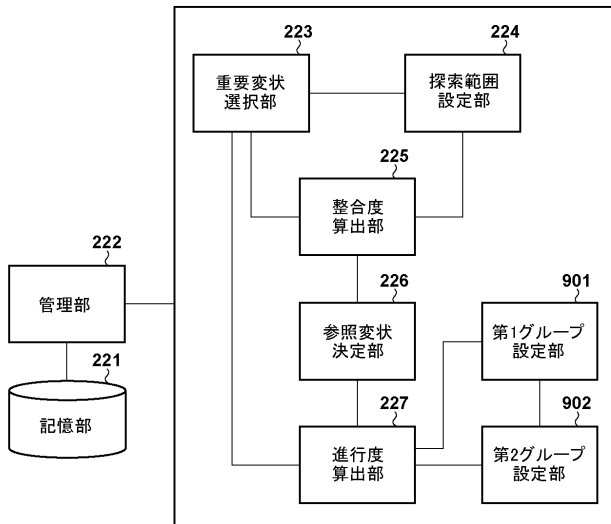 223
重要変状
選択部
224
探索範囲
設定部
225
整合度
算出部
222
管理部
226
参照変状
決定部
901
第1グループ
設定部
221
記憶部
227
進行度
算出部
902
第2グループ
設定部